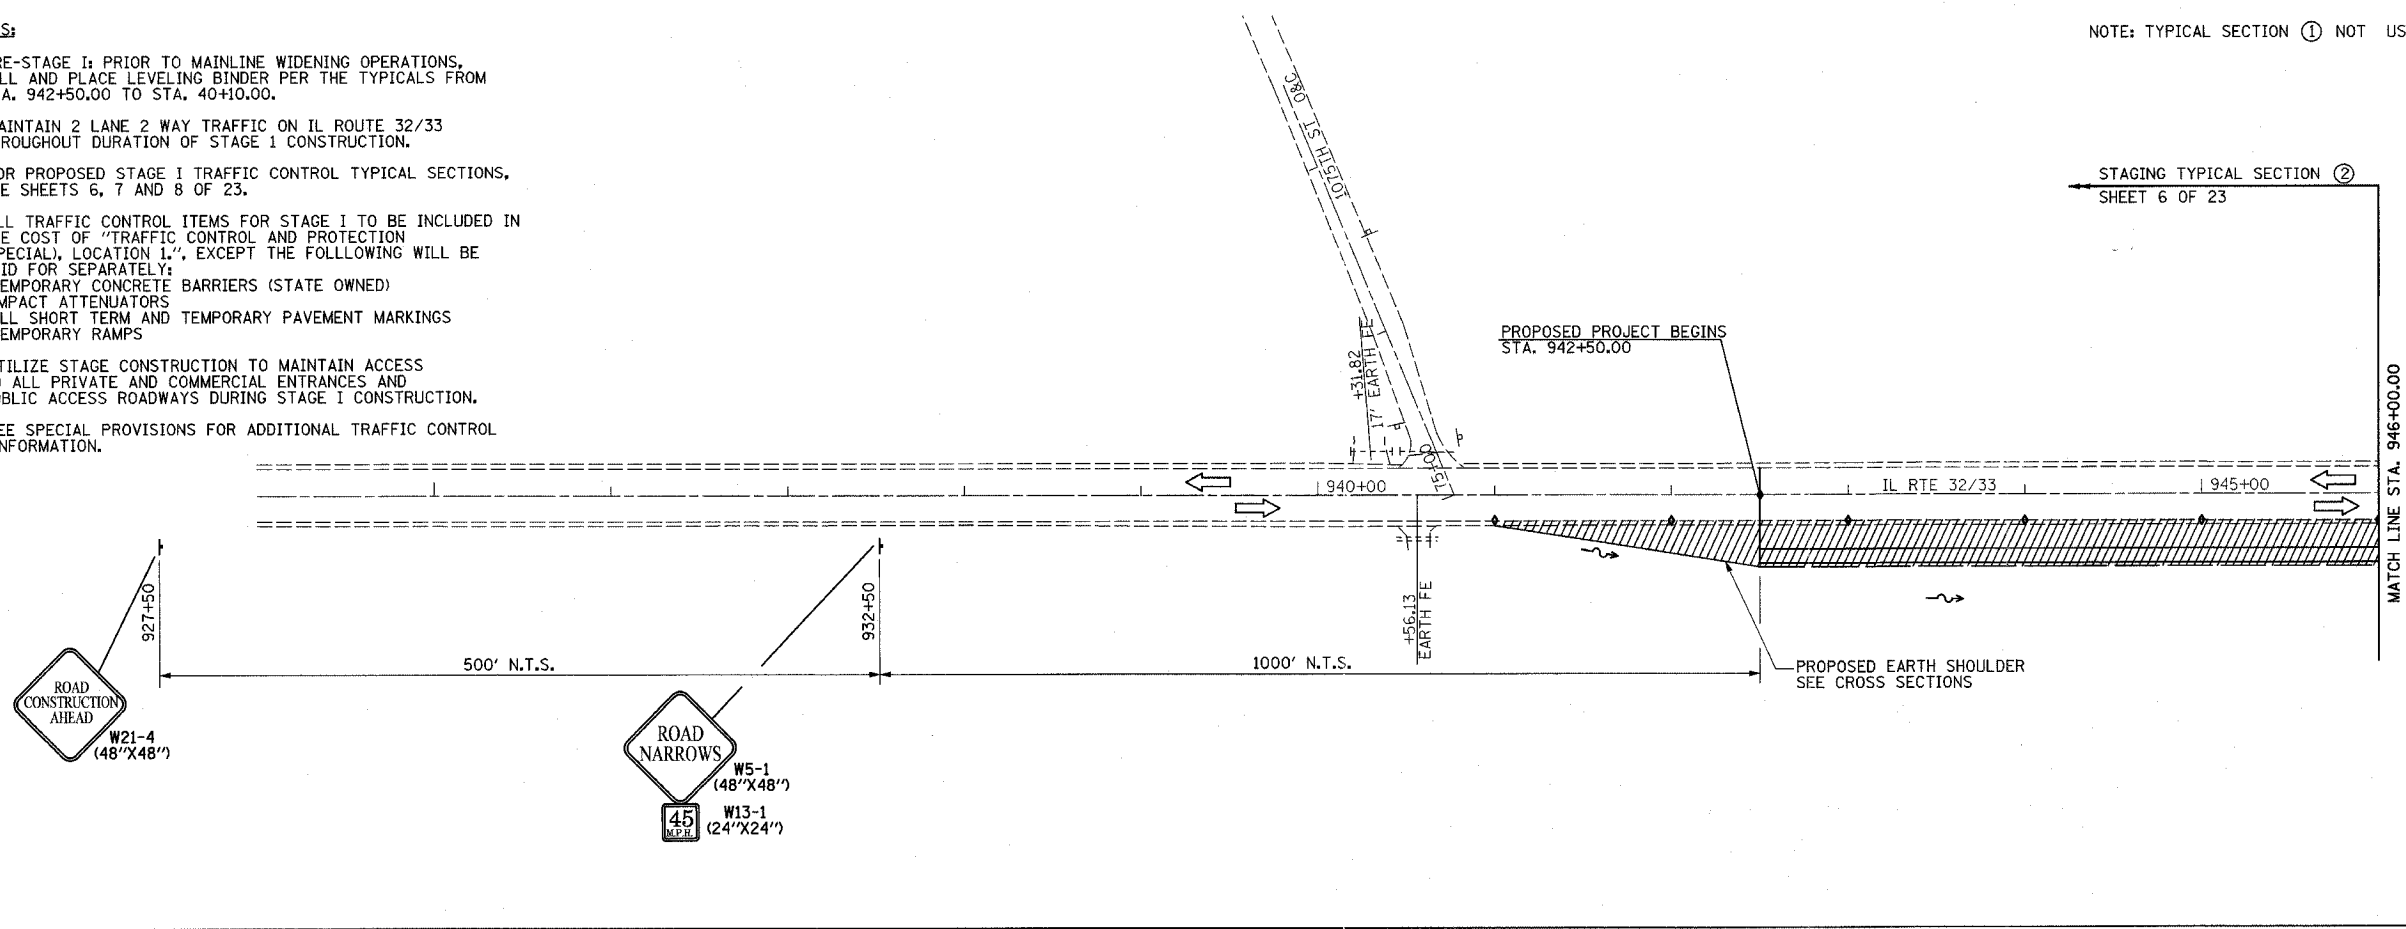 S:
RE-STAGE I: PRIOR TO MAINLINE WIDENING OPERATIONS,
LL AND PLACE LEVELING BINDER PER THE TYPICALS FROM
A. 942+50.00 TO STA. 40+10.00.
AINTAIN 2 LANE 2 WAY TRAFFIC ON IL ROUTE 32/33
ROUGHOUT DURATION OF STAGE 1 CONSTRUCTION.
OR PROPOSED STAGE I TRAFFIC CONTROL TYPICAL SECTIONS,
E SHEETS 6, 7 AND 8 OF 23.
LL TRAFFIC CONTROL ITEMS FOR STAGE I TO BE INCLUDED IN
E COST OF "TRAFFIC CONTROL AND PROTECTION
PECIAL), LOCATION 1.", EXCEPT THE FOLLLOWING WILL BE
ID FOR SEPARATELY:
EMPORARY CONCRETE BARRIERS (STATE OWNED)
MPACT ATTENUATORS
LL SHORT TERM AND TEMPORARY PAVEMENT MARKINGS
EMPORARY RAMPS
TILIZE STAGE CONSTRUCTION TO MAINTAIN ACCESS
O ALL PRIVATE AND COMMERCIAL ENTRANCES AND
UBLIC ACCESS ROADWAYS DURING STAGE I CONSTRUCTION.
EE SPECIAL PROVISIONS FOR ADDITIONAL TRAFFIC CONTROL
NFORMATION.
NOTE: TYPICAL SECTION 1 NOT US
STAGING TYPICAL SECTION 2
SHEET 6 OF 23
1075TH ST O&C
PROPOSED PROJECT BEGINS
STA. 942+50.00
+31.82
17' EARTH FE
75+00
940+00
IL RTE 32/33
945+00
MATCH LINE STA. 946+00.00
927+50
932+50
+56.13
EARTH FE
500' N.T.S.
1000' N.T.S.
PROPOSED EARTH SHOULDER
SEE CROSS SECTIONS
ROAD
CONSTRUCTION
AHEAD
W21-4
(48"X48")
ROAD
NARROWS
W5-1
(48"X48")
45
M.P.H.
W13-1
(24"X24")